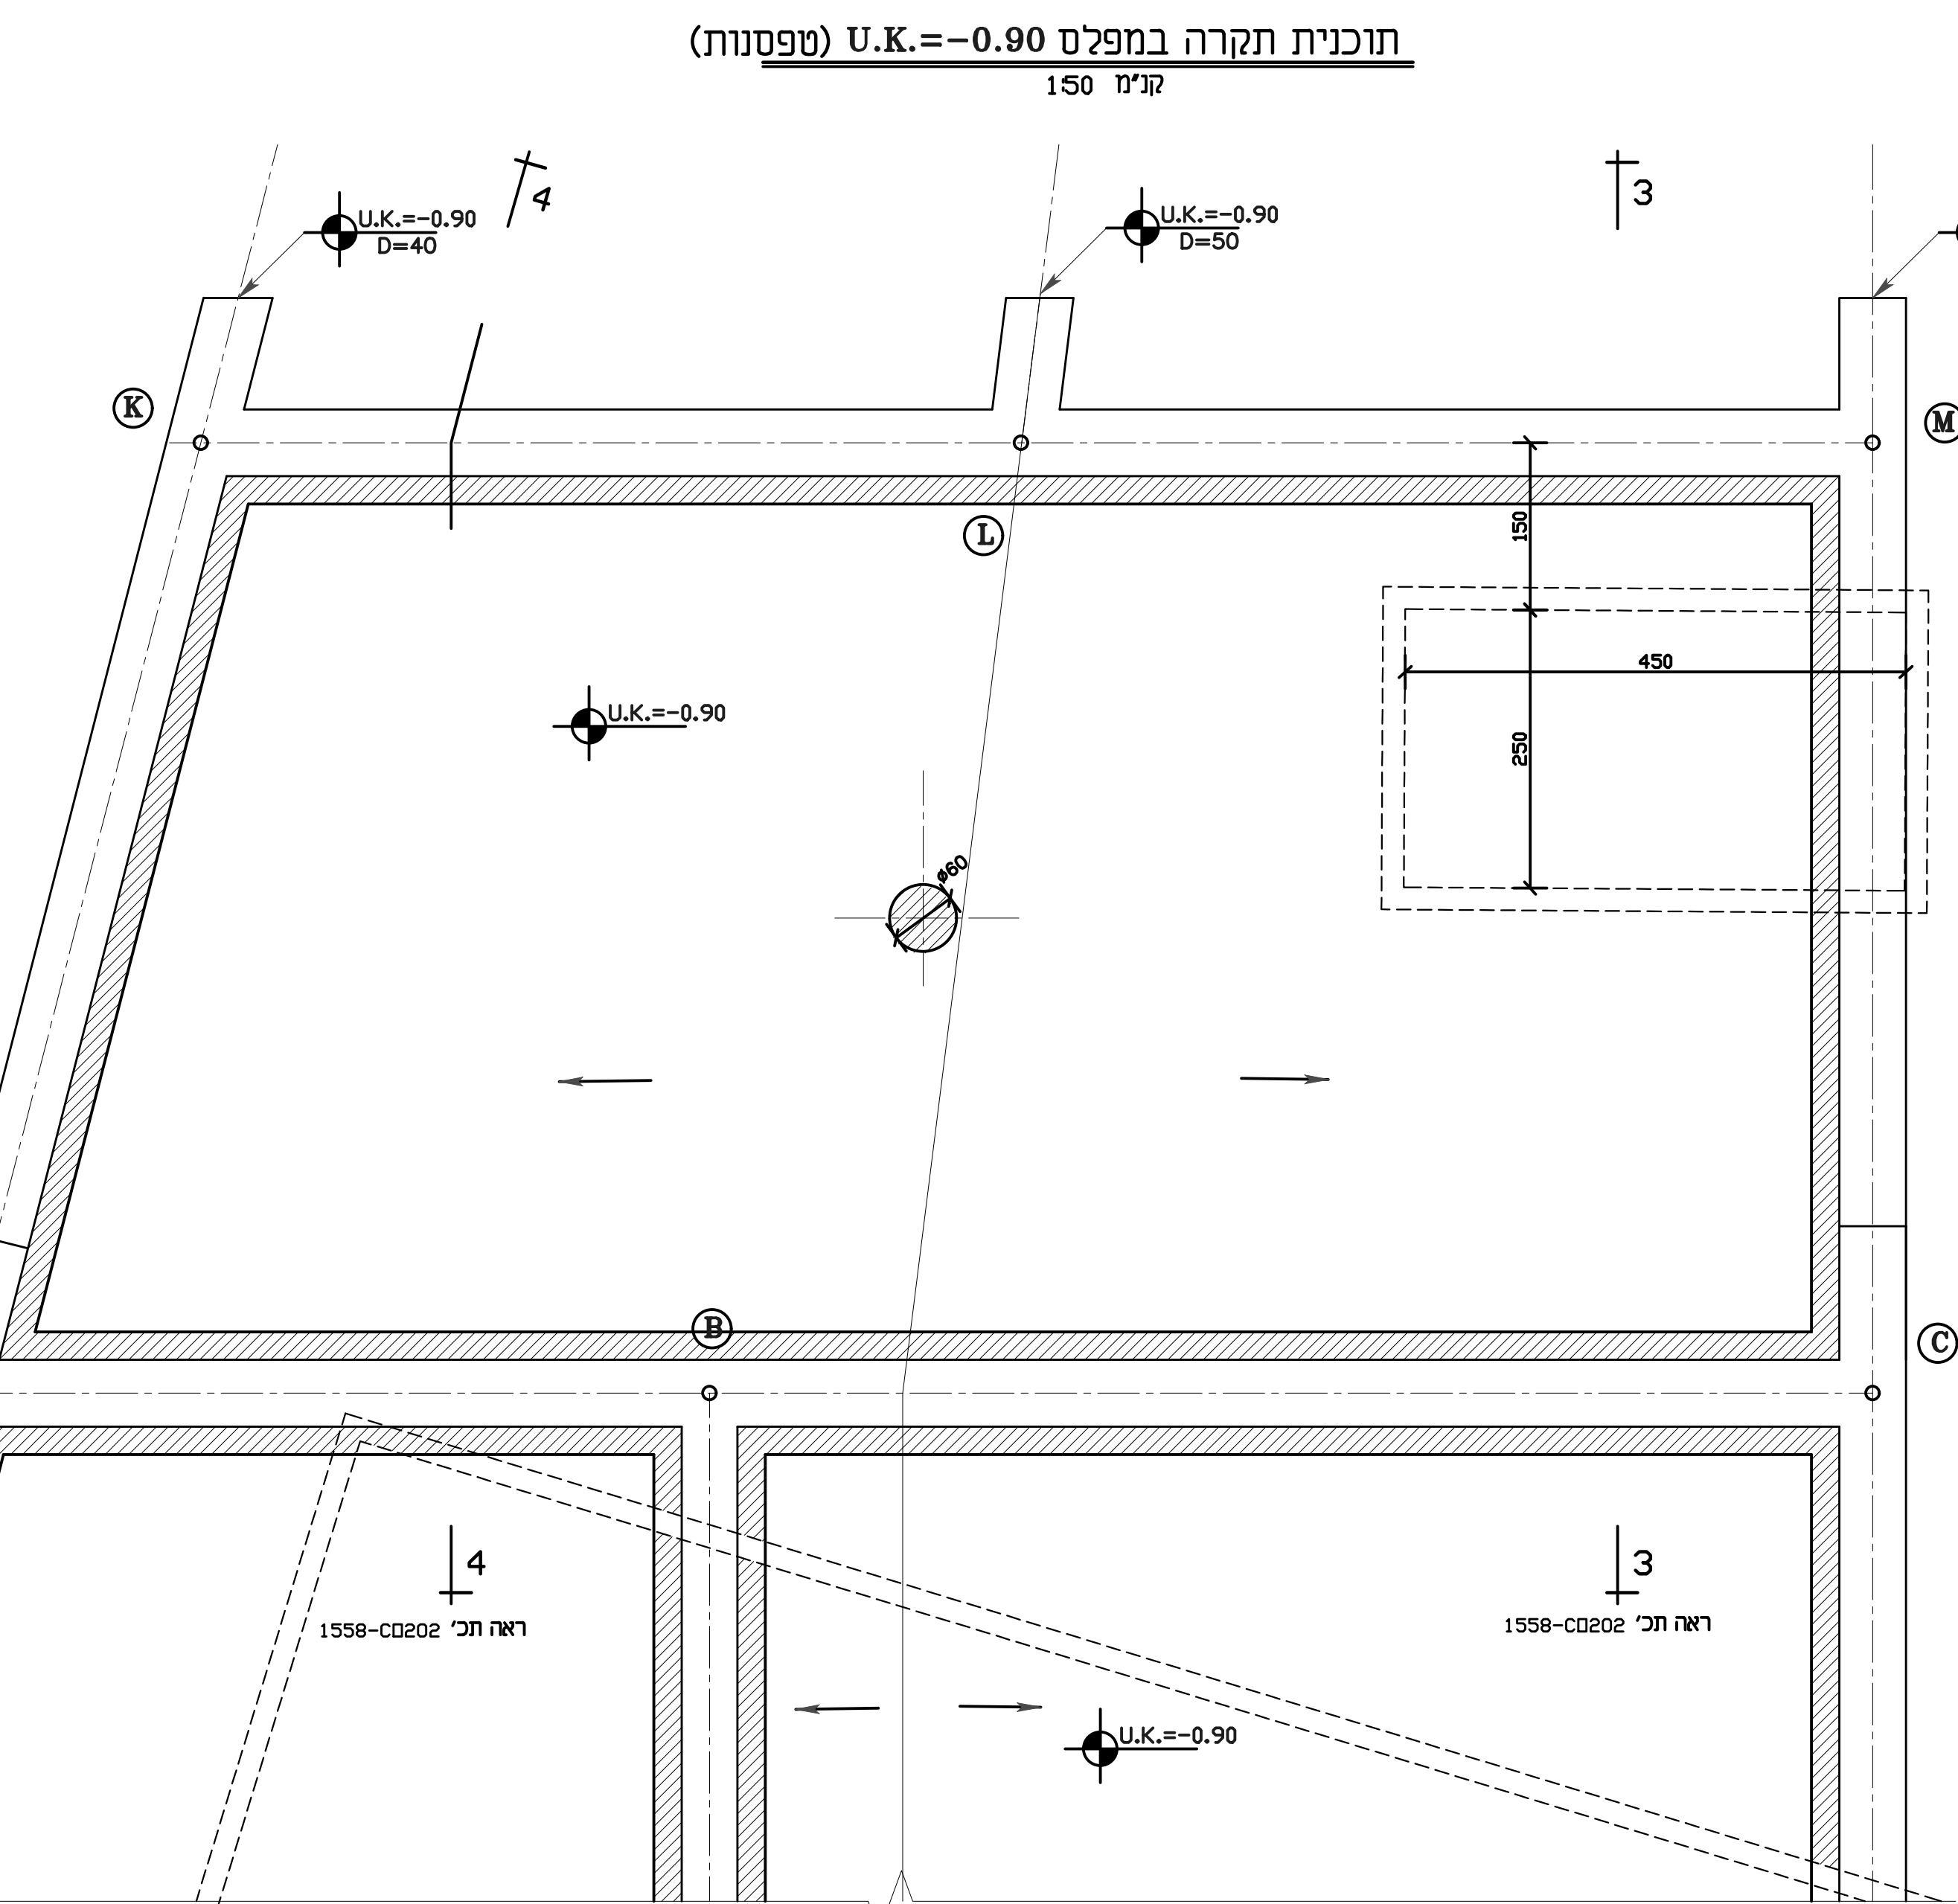 תוכנית תקרה במפלס U.K.=-0.90 (טפסנות)
קנ"מ 1:50
4
3
U.K.=-0.90
D=40
U.K.=-0.90
D=50
K
M
L
150
450
U.K.=-0.90
250
ø60
B
C
4
3
ראה תכ' 1558-C□202
ראה תכ' 1558-C□202
U.K.=-0.90